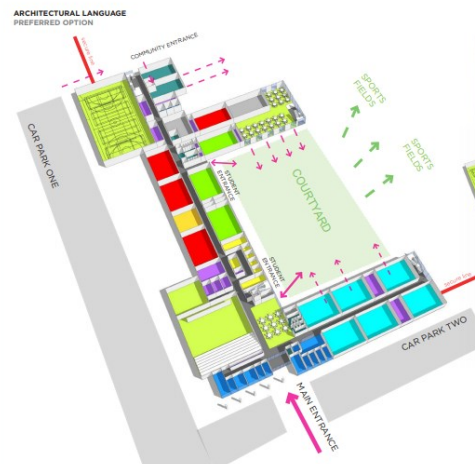 ARCHITECTURAL LANGUAGE
PREFERRED OPTION
COMMUNITY ENTRANCE
SPORTS
FIELDS
SPORTS
FIELDS
CAR PARK ONE
STUDENT
ENTRANCE
COURTYARD
STUDENT
ENTRANCE
CAR PARK TWO
MAIN ENTRANCE